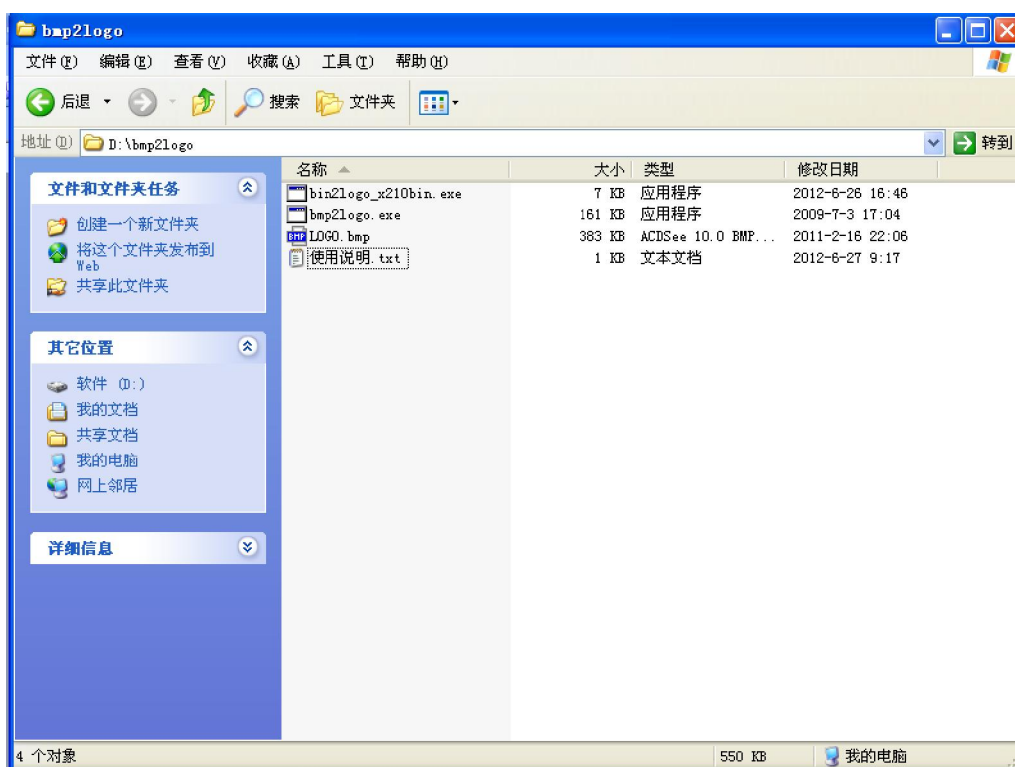 bmp2logo
文件(F) 编辑(E) 查看(V) 收藏(A) 工具(T) 帮助(H)
后退 搜索 文件夹
地址(D) D:\bmp2logo 转到
文件和文件夹任务
创建一个新文件夹
将这个文件夹发布到
Web
共享此文件夹
其它位置
软件 (D:)
我的文档
共享文档
我的电脑
网上邻居
详细信息
名称 大小 类型 修改日期
bin2logo_x210bin.exe 7 KB 应用程序 2012-6-26 16:46
bmp2logo.exe 161 KB 应用程序 2009-7-3 17:04
LOGO.bmp 383 KB ACDSee 10.0 BMP... 2011-2-16 22:06
使用说明.txt 1 KB 文本文档 2012-6-27 9:17
4 个对象 550 KB 我的电脑